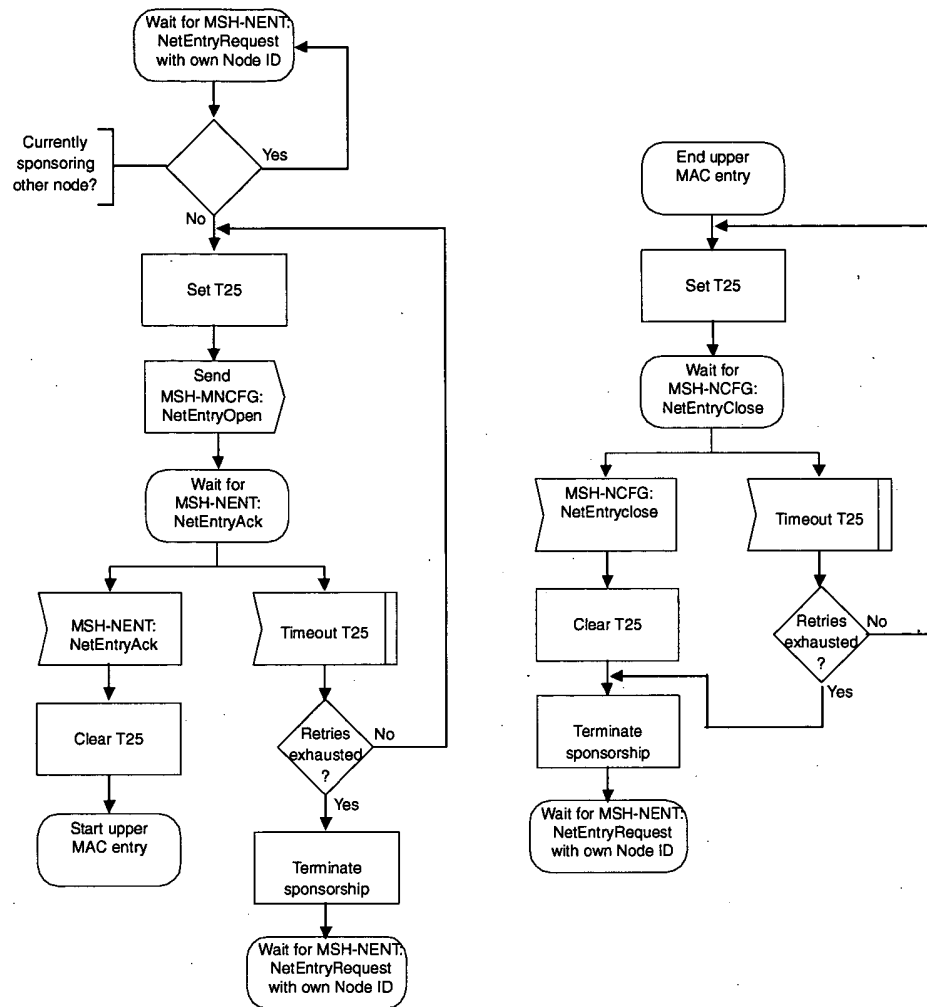 Wait for MSH-NENT:
NetEntryRequest
with own Node ID
Currently
sponsoring
other node?
Yes
No
Set T25
Send
MSH-MNCFG:
NetEntryOpen
Wait for
MSH-NENT:
NetEntryAck
MSH-NENT:
NetEntryAck
Timeout T25
Clear T25
Retries
exhausted
?
No
Yes
Start upper
MAC entry
Terminate
sponsorship
Wait for MSH-NENT:
NetEntryRequest
with own Node ID
End upper
MAC entry
Set T25
Wait for
MSH-NCFG:
NetEntryClose
MSH-NCFG:
NetEntryclose
Timeout T25
Clear T25
Retries
exhausted
?
No
Yes
Terminate
sponsorship
Wait for MSH-NENT:
NetEntryRequest
with own Node ID